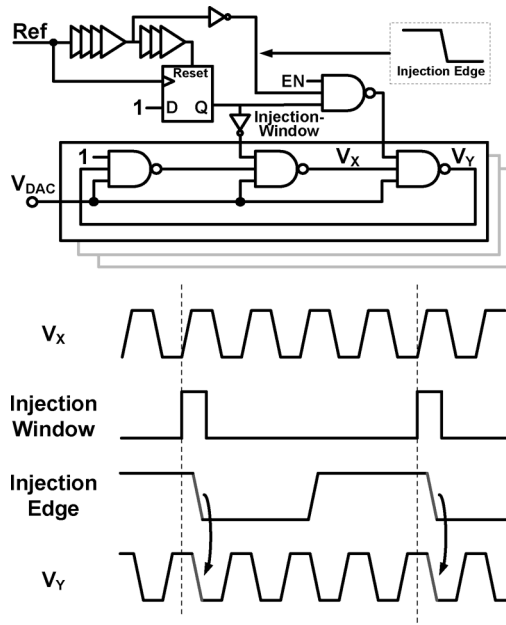 Ref
Reset
1 D Q
EN
Injection Edge
Injection-
Window
1
VX
VY
VDAC
VX
Injection
Window
Injection
Edge
VY